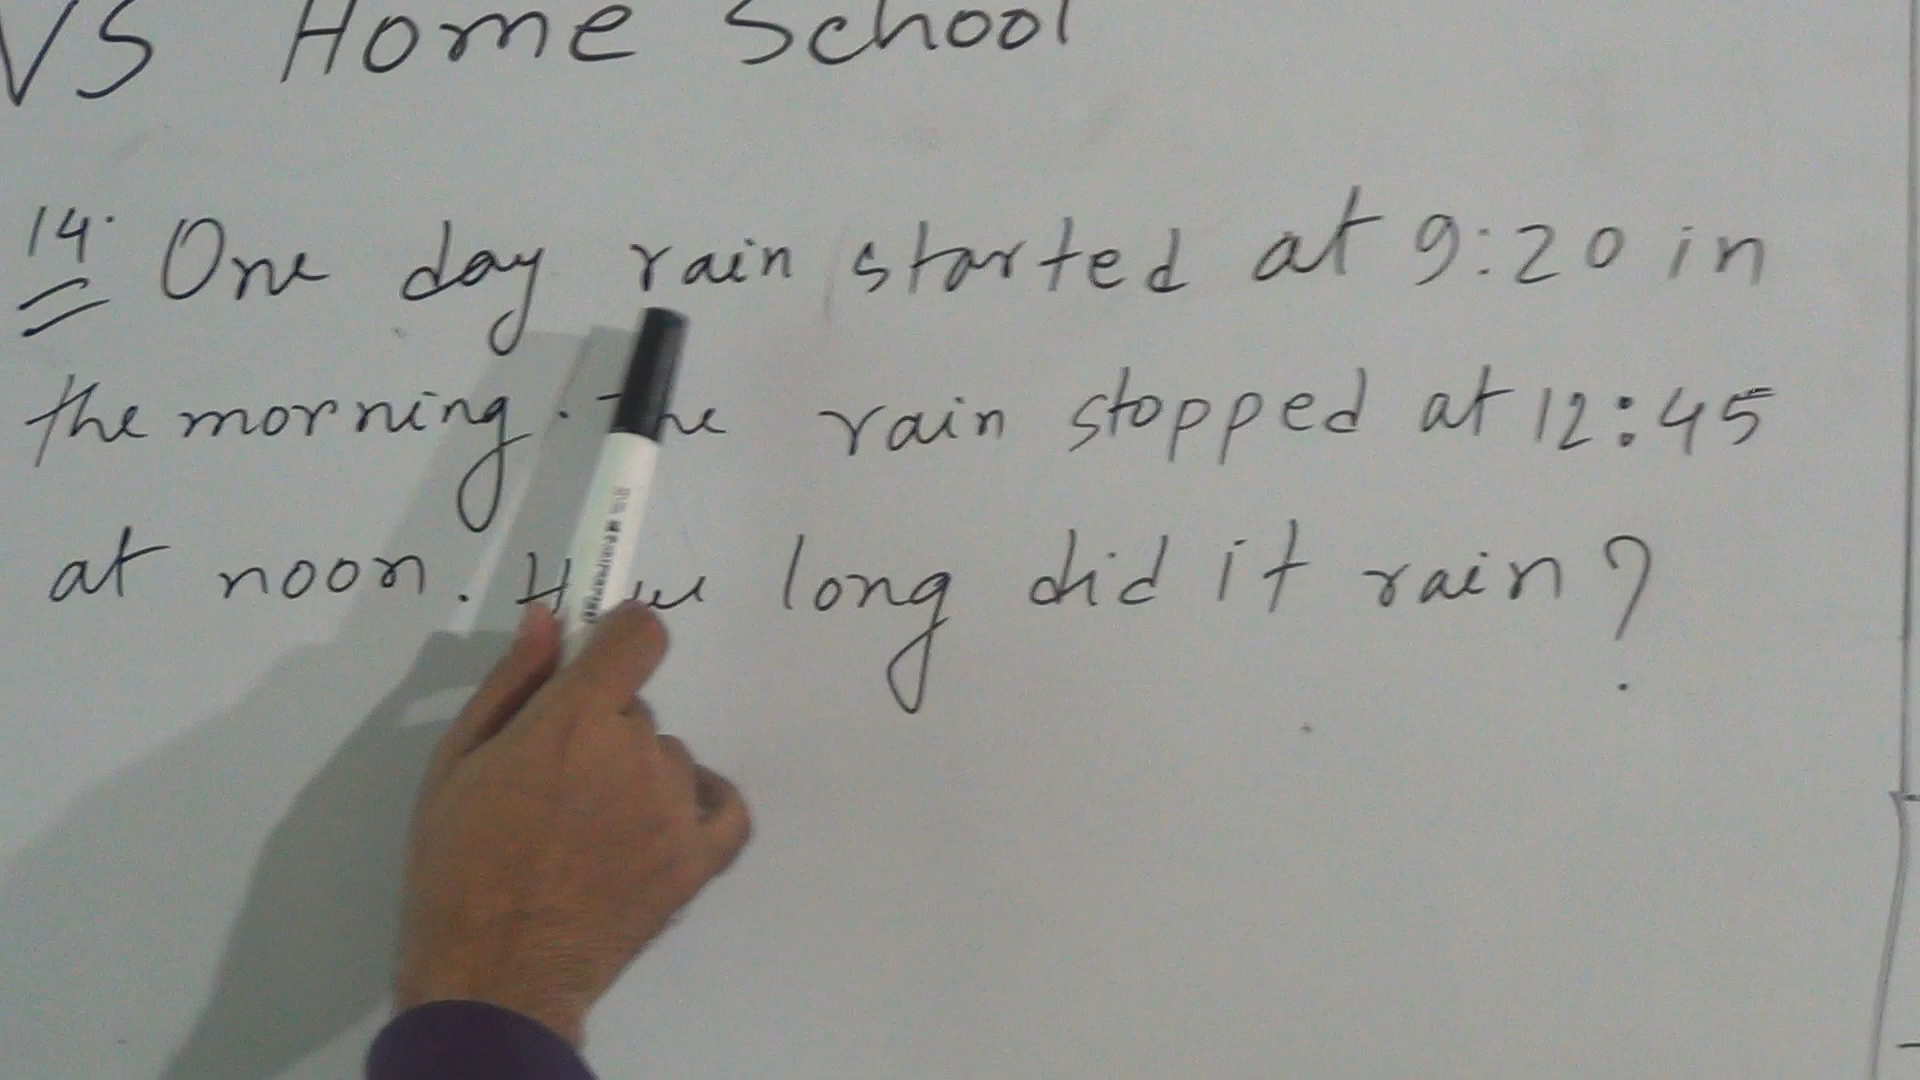 VS Home School
14. One day rain started at 9:20 in
the morning. The rain stopped at 12:45
at noon. How long did it rain?